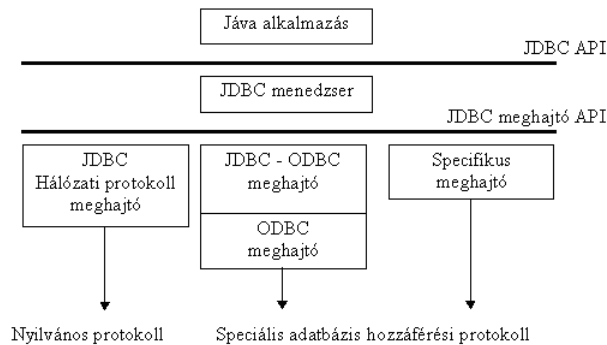 Jáva alkalmazás
JDBC API
JDBC menedzser
JDBC meghajtó API
JDBC
Hálózati protokoll
meghajtó
JDBC - ODBC
meghajtó
ODBC
meghajtó
Specifikus
meghajtó
Nyilvános protokoll
Speciális adatbázis hozzáférési protokoll